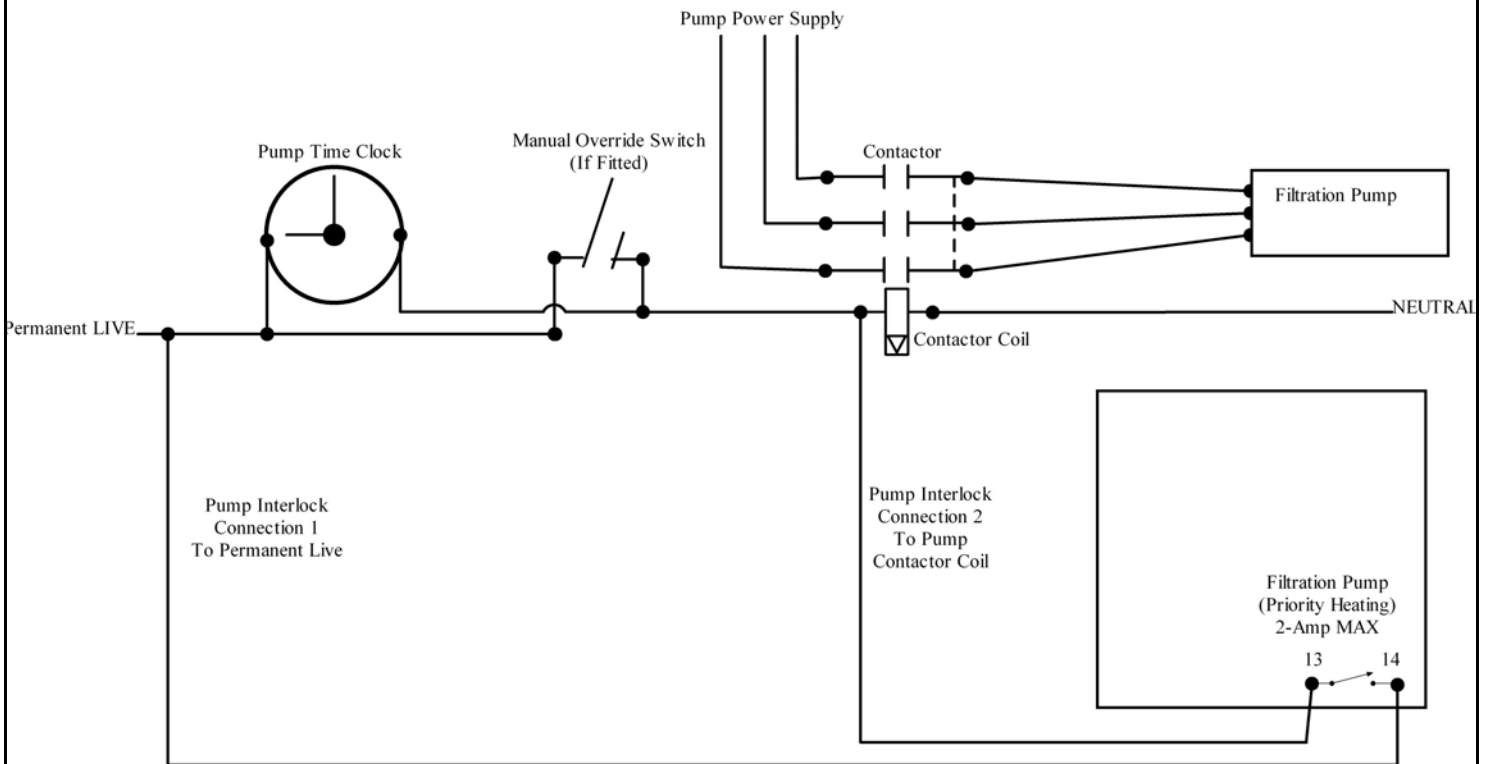 Pump Power Supply
Pump Time Clock
Manual Override Switch
(If Fitted)
Contactor
Filtration Pump
Permanent LIVE
NEUTRAL
Contactor Coil
Pump Interlock
Connection 1
To Permanent Live
Pump Interlock
Connection 2
To Pump
Contactor Coil
Filtration Pump
(Priority Heating)
2-Amp MAX
13 14